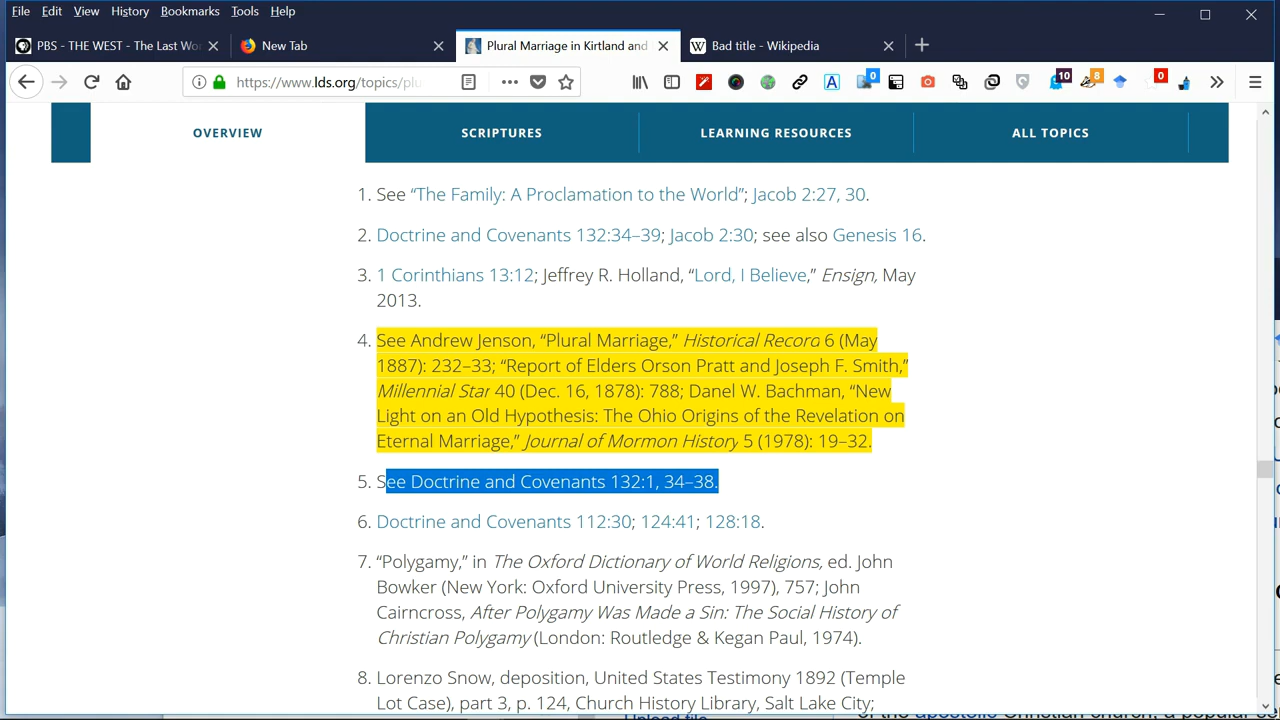 File Edit View History Bookmarks Tools Help
PBS - THE WEST - The Last Wo
New Tab
Plural Marriage in Kirtland and
Bad title - Wikipedia
https://www.lds.org/topics/plu
0
10
8
0
OVERVIEW
SCRIPTURES
LEARNING RESOURCES
ALL TOPICS
1. See “The Family: A Proclamation to the World”; Jacob 2:27, 30.
2. Doctrine and Covenants 132:34–39; Jacob 2:30; see also Genesis 16.
3. 1 Corinthians 13:12; Jeffrey R. Holland, “Lord, I Believe,” Ensign, May
2013.
4. See Andrew Jenson, “Plural Marriage,” Historical Record 6 (May
1887): 232–33; “Report of Elders Orson Pratt and Joseph F. Smith,”
Millennial Star 40 (Dec. 16, 1878): 788; Danel W. Bachman, “New
Light on an Old Hypothesis: The Ohio Origins of the Revelation on
Eternal Marriage,” Journal of Mormon History 5 (1978): 19–32.
5. See Doctrine and Covenants 132:1, 34–38.
6. Doctrine and Covenants 112:30; 124:41; 128:18.
7. “Polygamy,” in The Oxford Dictionary of World Religions, ed. John
Bowker (New York: Oxford University Press, 1997), 757; John
Cairncross, After Polygamy Was Made a Sin: The Social History of
Christian Polygamy (London: Routledge & Kegan Paul, 1974).
8. Lorenzo Snow, deposition, United States Testimony 1892 (Temple
Lot Case), part 3, p. 124, Church History Library, Salt Lake City;